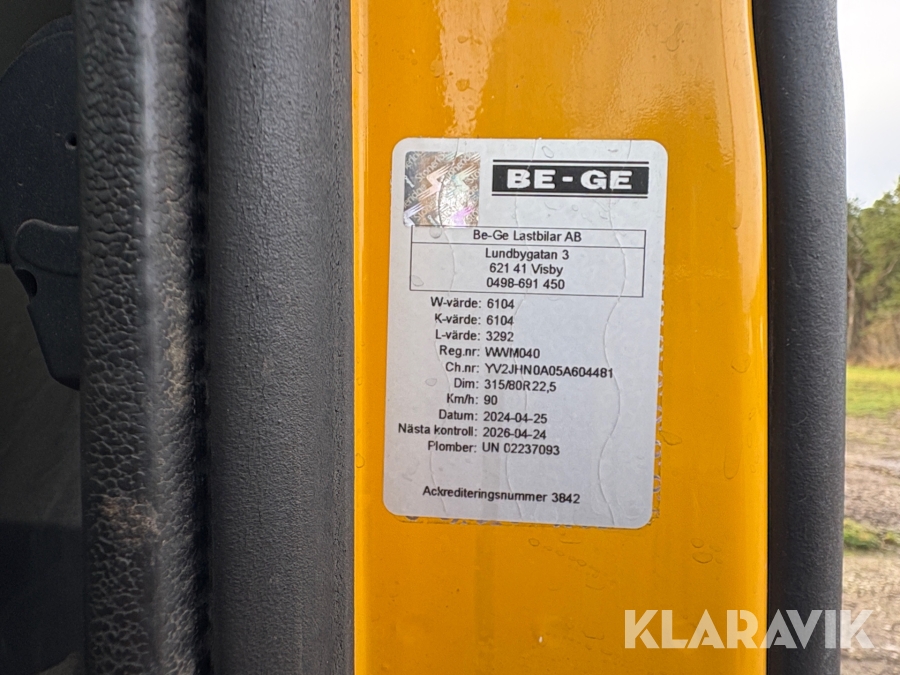 BE-GE
Be-Ge Lastbilar AB
Lundbygatan 3
621 41 Visby
0498-691 450
W-värde: 6104
K-värde: 6104
L-värde: 3292
Reg.nr: WWM040
Ch.nr: YV2JHN0A05A604481
Dim: 315/80R22,5
Km/h: 90
Datum: 2024-04-25
Nästa kontroll: 2026-04-24
Plomber: UN 02237093
Ackrediteringsnummer 3842
KLARAVIK